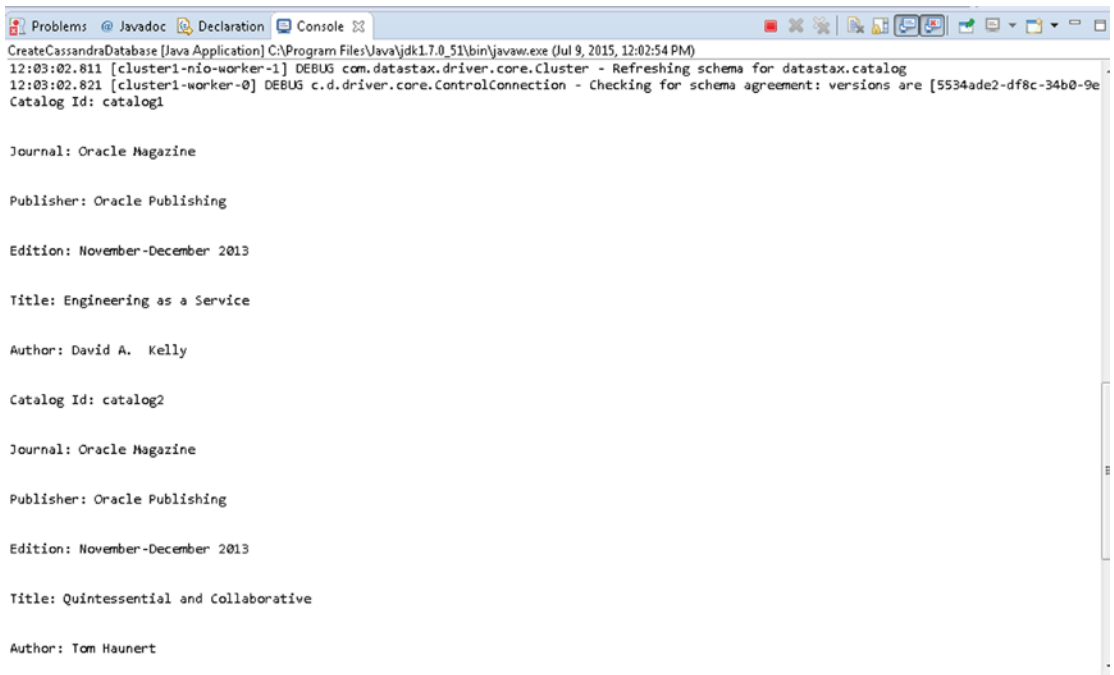 Problems @ Javadoc Declaration Console
CreateCassandraDatabase [Java Application] C:\Program Files\Java\jdk1.7.0_51\bin\javaw.exe (Jul 9, 2015, 12:02:54 PM)
12:03:02.811 [cluster1-nio-worker-1] DEBUG com.datastax.driver.core.Cluster - Refreshing schema for datastax.catalog
12:03:02.821 [cluster1-worker-0] DEBUG c.d.driver.core.ControlConnection - Checking for schema agreement: versions are [5534ade2-df8c-34b0-9e
Catalog Id: catalog1
Journal: Oracle Magazine
Publisher: Oracle Publishing
Edition: November-December 2013
Title: Engineering as a Service
Author: David A.  Kelly
Catalog Id: catalog2
Journal: Oracle Magazine
Publisher: Oracle Publishing
Edition: November-December 2013
Title: Quintessential and Collaborative
Author: Tom Haunert